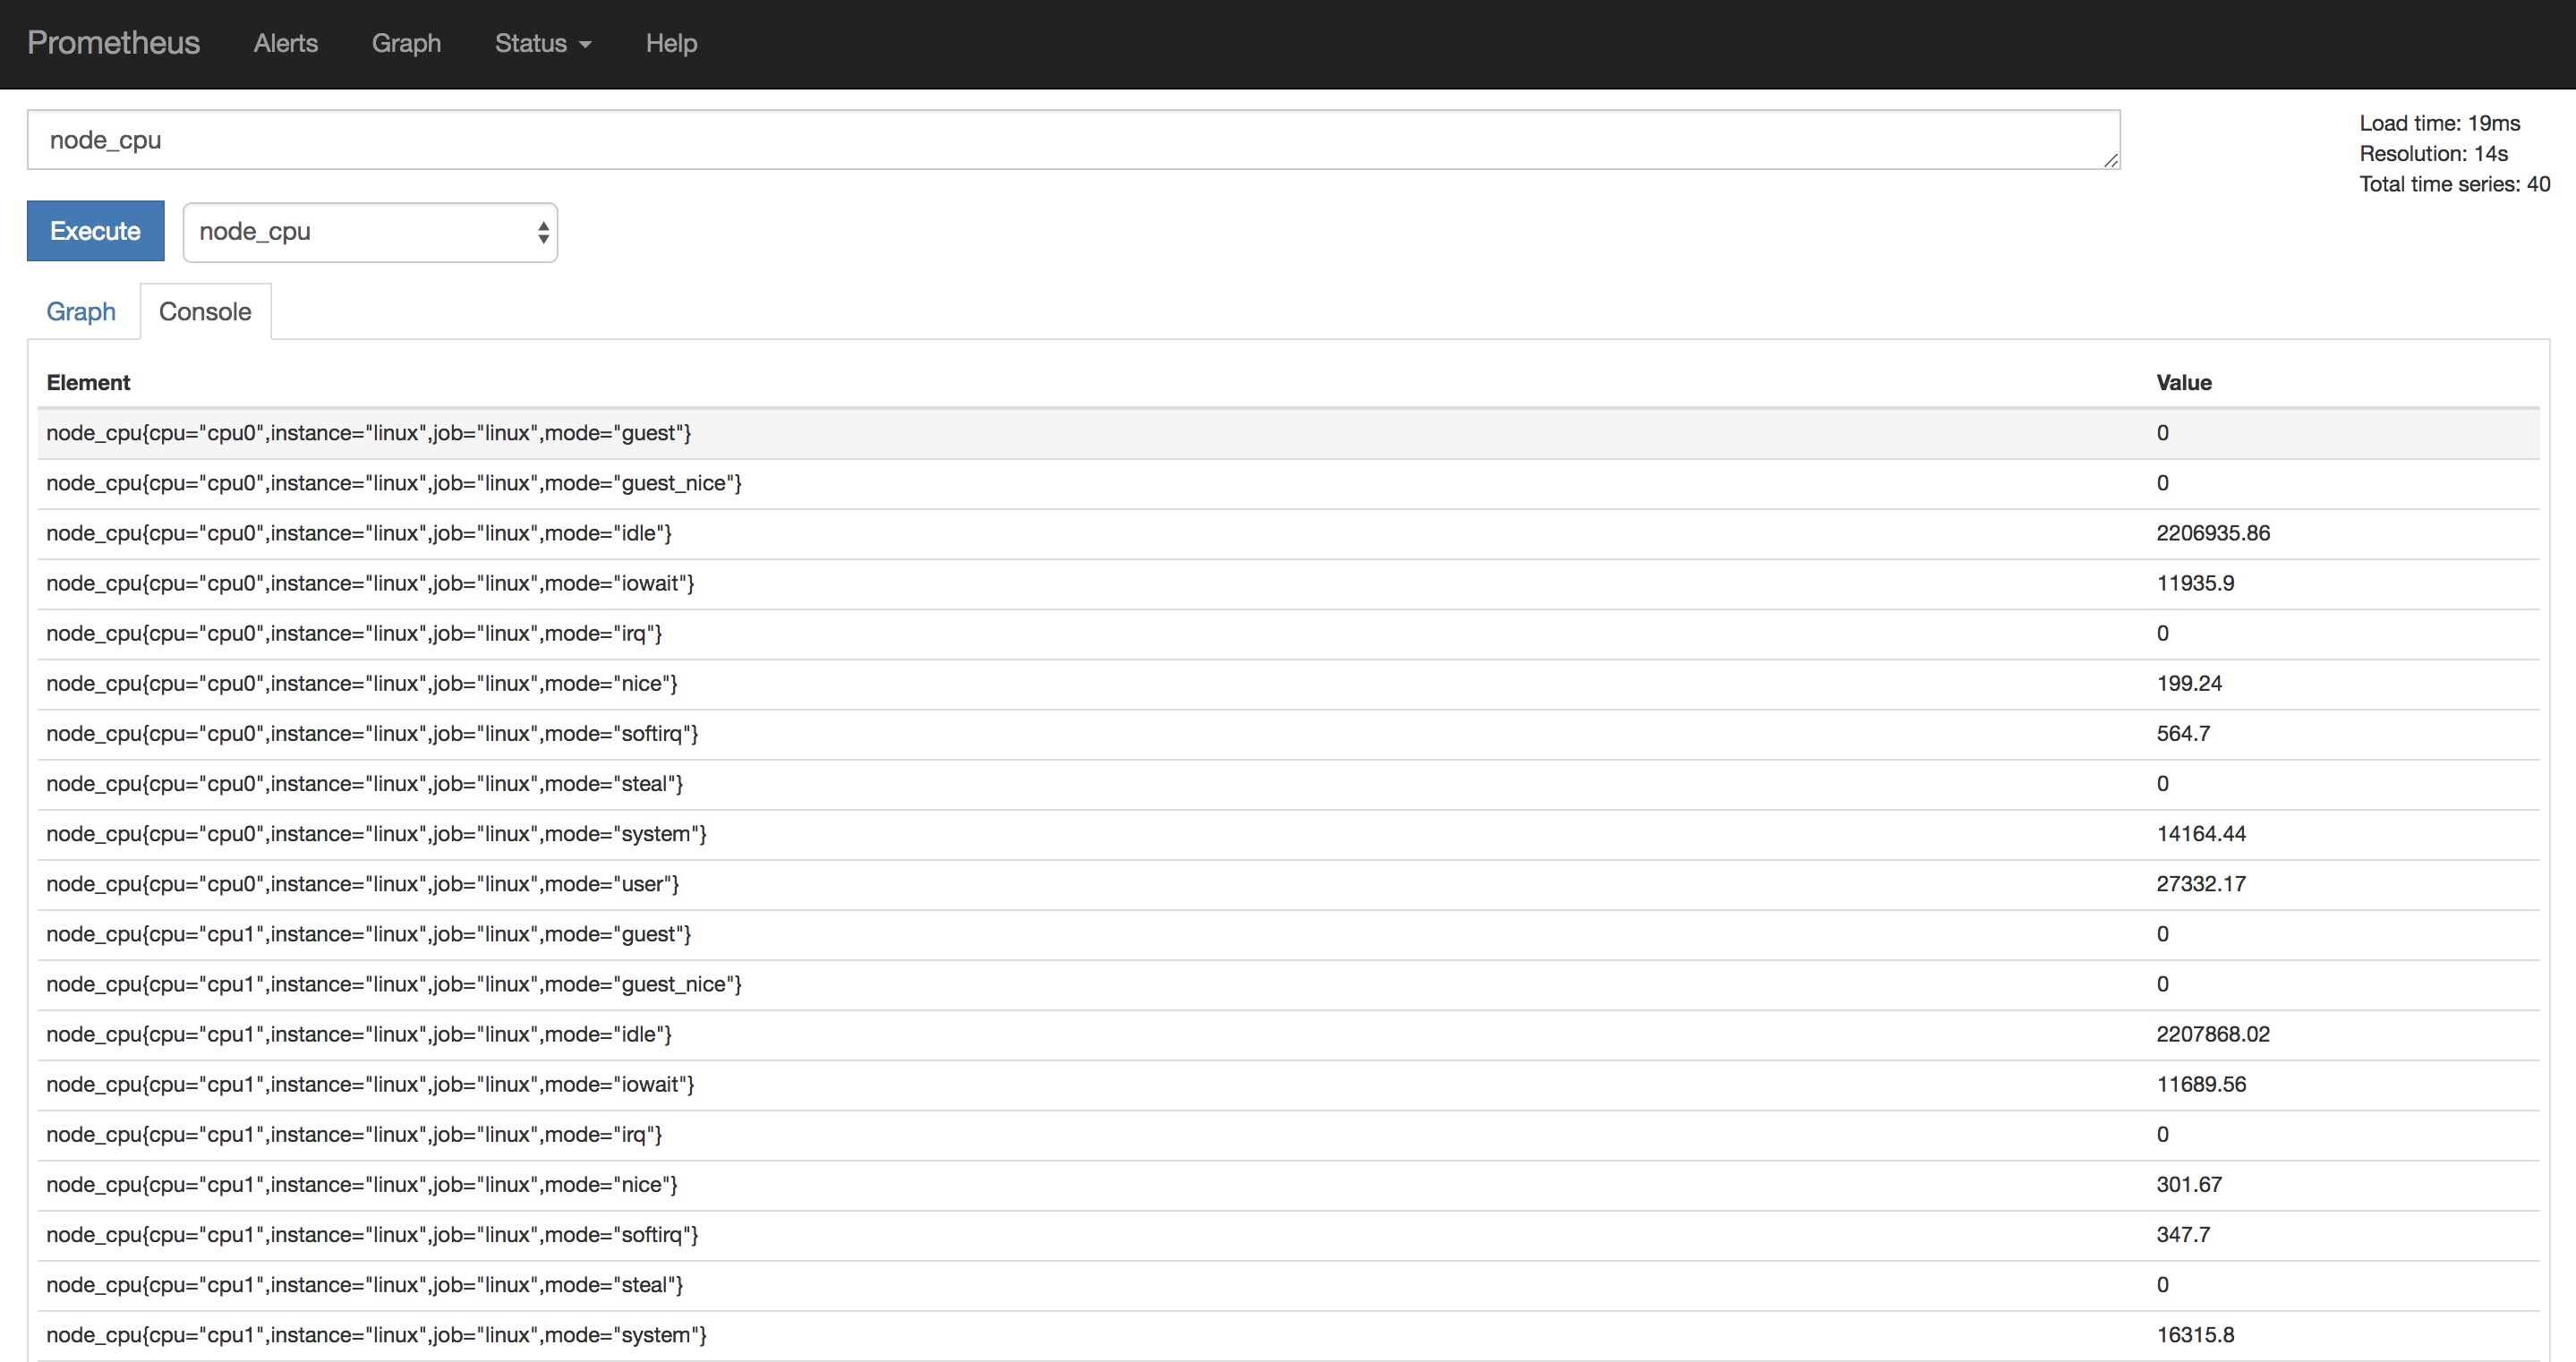 Prometheus Alerts Graph Status Help
node_cpu
Load time: 19ms
Resolution: 14s
Total time series: 40
Execute node_cpu
Graph Console
Element Value
node_cpu{cpu="cpu0",instance="linux",job="linux",mode="guest"} 0
node_cpu{cpu="cpu0",instance="linux",job="linux",mode="guest_nice"} 0
node_cpu{cpu="cpu0",instance="linux",job="linux",mode="idle"} 2206935.86
node_cpu{cpu="cpu0",instance="linux",job="linux",mode="iowait"} 11935.9
node_cpu{cpu="cpu0",instance="linux",job="linux",mode="irq"} 0
node_cpu{cpu="cpu0",instance="linux",job="linux",mode="nice"} 199.24
node_cpu{cpu="cpu0",instance="linux",job="linux",mode="softirq"} 564.7
node_cpu{cpu="cpu0",instance="linux",job="linux",mode="steal"} 0
node_cpu{cpu="cpu0",instance="linux",job="linux",mode="system"} 14164.44
node_cpu{cpu="cpu0",instance="linux",job="linux",mode="user"} 27332.17
node_cpu{cpu="cpu1",instance="linux",job="linux",mode="guest"} 0
node_cpu{cpu="cpu1",instance="linux",job="linux",mode="guest_nice"} 0
node_cpu{cpu="cpu1",instance="linux",job="linux",mode="idle"} 2207868.02
node_cpu{cpu="cpu1",instance="linux",job="linux",mode="iowait"} 11689.56
node_cpu{cpu="cpu1",instance="linux",job="linux",mode="irq"} 0
node_cpu{cpu="cpu1",instance="linux",job="linux",mode="nice"} 301.67
node_cpu{cpu="cpu1",instance="linux",job="linux",mode="softirq"} 347.7
node_cpu{cpu="cpu1",instance="linux",job="linux",mode="steal"} 0
node_cpu{cpu="cpu1",instance="linux",job="linux",mode="system"} 16315.8